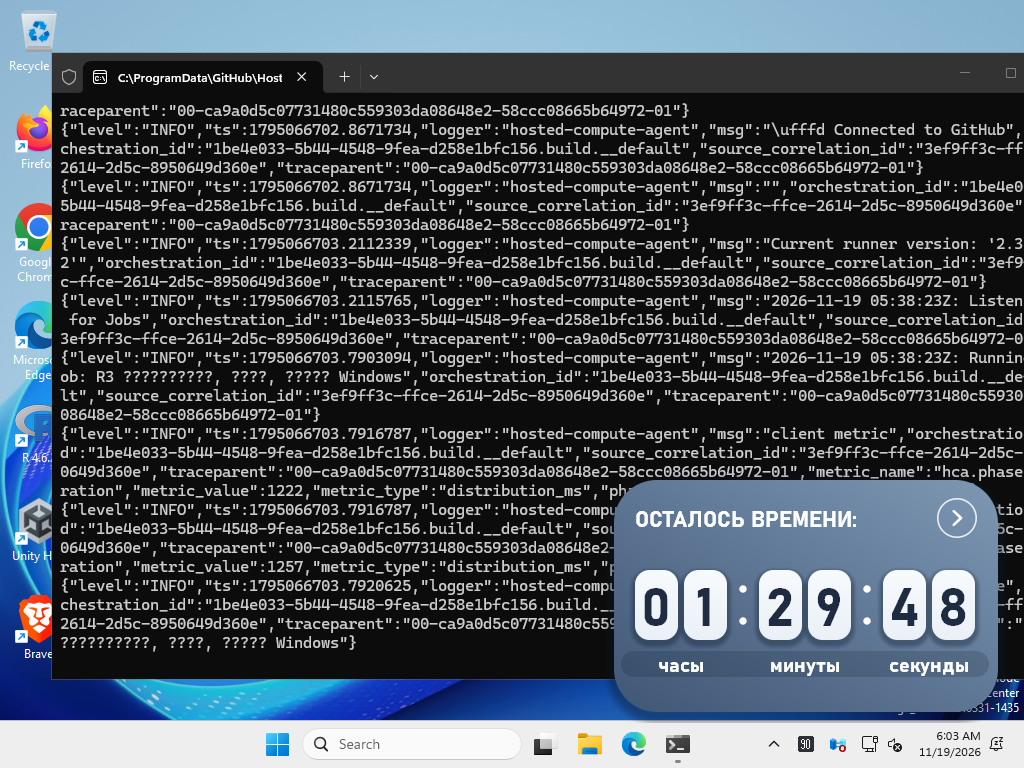 Recycle
Firefo
Google
Chrom
Micros
Edge
R 4.6.
Unity H
Brave
C:\ProgramData\GitHub\Host
raceparent":"00-ca9a0d5c07731480c559303da08648e2-58ccc08665b64972-01"}
{"level":"INFO","ts":1795066702.8671734,"logger":"hosted-compute-agent","msg":"\ufffd Connected to GitHub",
chestration_id":"1be4e033-5b44-4548-9fea-d258e1bfc156.build.__default","source_correlation_id":"3ef9ff3c-ff
2614-2d5c-8950649d360e","traceparent":"00-ca9a0d5c07731480c559303da08648e2-58ccc08665b64972-01"}
{"level":"INFO","ts":1795066702.8671734,"logger":"hosted-compute-agent","msg":"","orchestration_id":"1be4e0
5b44-4548-9fea-d258e1bfc156.build.__default","source_correlation_id":"3ef9ff3c-ffce-2614-2d5c-8950649d360e"
raceparent":"00-ca9a0d5c07731480c559303da08648e2-58ccc08665b64972-01"}
{"level":"INFO","ts":1795066703.2112339,"logger":"hosted-compute-agent","msg":"Current runner version: '2.3
2'","orchestration_id":"1be4e033-5b44-4548-9fea-d258e1bfc156.build.__default","source_correlation_id":"3ef9
c-ffce-2614-2d5c-8950649d360e","traceparent":"00-ca9a0d5c07731480c559303da08648e2-58ccc08665b64972-01"}
{"level":"INFO","ts":1795066703.2115765,"logger":"hosted-compute-agent","msg":"2026-11-19 05:38:23Z: Listen
for Jobs","orchestration_id":"1be4e033-5b44-4548-9fea-d258e1bfc156.build.__default","source_correlation_id
3ef9ff3c-ffce-2614-2d5c-8950649d360e","traceparent":"00-ca9a0d5c07731480c559303da08648e2-58ccc08665b64972-0
{"level":"INFO","ts":1795066703.7903094,"logger":"hosted-compute-agent","msg":"2026-11-19 05:38:23Z: Runnin
ob: R3 ??????????, ????, ????? Windows","orchestration_id":"1be4e033-5b44-4548-9fea-d258e1bfc156.build.__de
lt","source_correlation_id":"3ef9ff3c-ffce-2614-2d5c-8950649d360e","traceparent":"00-ca9a0d5c07731480c55930
08648e2-58ccc08665b64972-01"}
{"level":"INFO","ts":1795066703.7916787,"logger":"hosted-compute-agent","msg":"client metric","orchestratio
d":"1be4e033-5b44-4548-9fea-d258e1bfc156.build.__default","source_correlation_id":"3ef9ff3c-ffce-2614-2d5c-
0649d360e","traceparent":"00-ca9a0d5c07731480c559303da08648e2-58ccc08665b64972-01","metric_name":"hca.phase
ration","metric_value":1222,"metric_type":"distribution_ms","pha
{"level":"INFO","ts":1795066703.7916787,"logger":"hosted-compute
d":"1be4e033-5b44-4548-9fea-d258e1bfc156.build.__default","sour
0649d360e","traceparent":"00-ca9a0d5c07731480c559303da08648e2-
ration","metric_value":1257,"metric_type":"distribution_ms","p
{"level":"INFO","ts":1795066703.7920625,"logger":"hosted-compu
chestration_id":"1be4e033-5b44-4548-9fea-d258e1bfc156.build.__
2614-2d5c-8950649d360e","traceparent":"00-ca9a0d5c07731480c559
??????????, ????, ????? Windows"}
ОСТАЛОСЬ ВРЕМЕНИ:
01:29:48
часы минуты секунды
center
0531-1435
Search
90
6:03 AM
11/19/2026